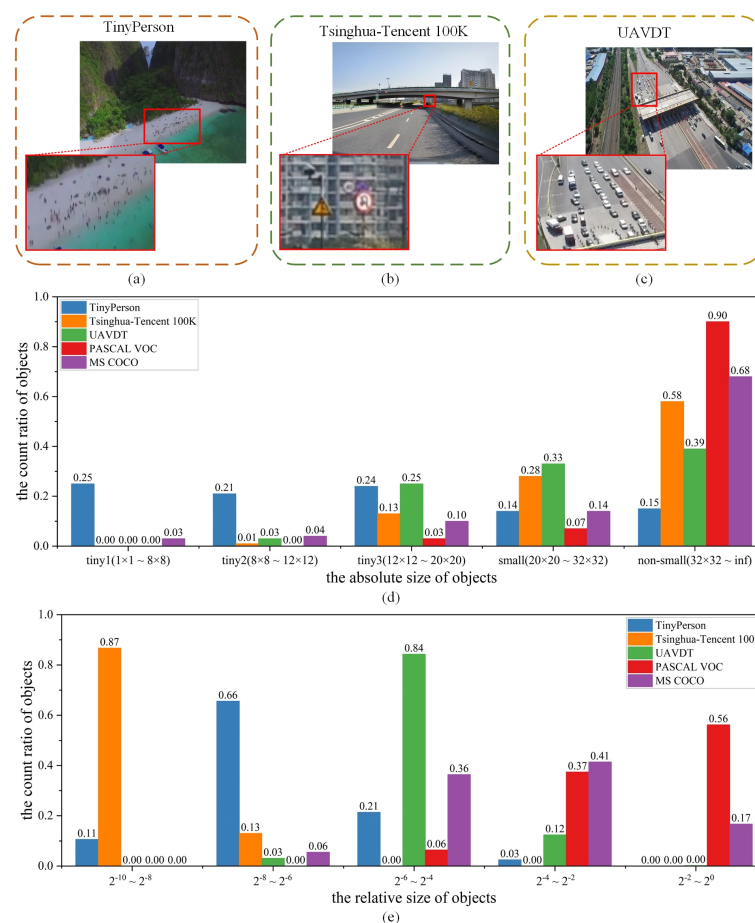 TinyPerson
Tsinghua-Tencent 100K
UAVDT
(a)
(b)
(c)
the count ratio of objects
1.0
0.8
0.6
0.4
0.2
0.0
TinyPerson
Tsinghua-Tencent 100K
UAVDT
PASCAL VOC
MS COCO
0.25
0.00 0.00 0.00
0.03
0.21
0.01
0.03
0.00
0.04
0.24
0.13
0.25
0.03
0.10
0.14
0.28
0.33
0.07
0.14
0.15
0.58
0.39
0.90
0.68
tiny1(1×1 ~ 8×8)
tiny2(8×8 ~ 12×12)
tiny3(12×12 ~ 20×20)
small(20×20 ~ 32×32)
non-small(32×32 ~ inf)
the absolute size of objects
(d)
the count ratio of objects
1.0
0.8
0.6
0.4
0.2
0.0
TinyPerson
Tsinghua-Tencent 100
UAVDT
PASCAL VOC
MS COCO
0.11
0.87
0.00 0.00 0.00
0.66
0.13
0.03
0.00
0.06
0.21
0.00
0.84
0.06
0.36
0.03
0.00
0.12
0.37
0.41
0.00 0.00 0.00
0.56
0.17
2⁻¹⁰ ~ 2⁻⁸
2⁻⁸ ~ 2⁻⁶
2⁻⁶ ~ 2⁻⁴
2⁻⁴ ~ 2⁻²
2⁻² ~ 2⁰
the relative size of objects
(e)